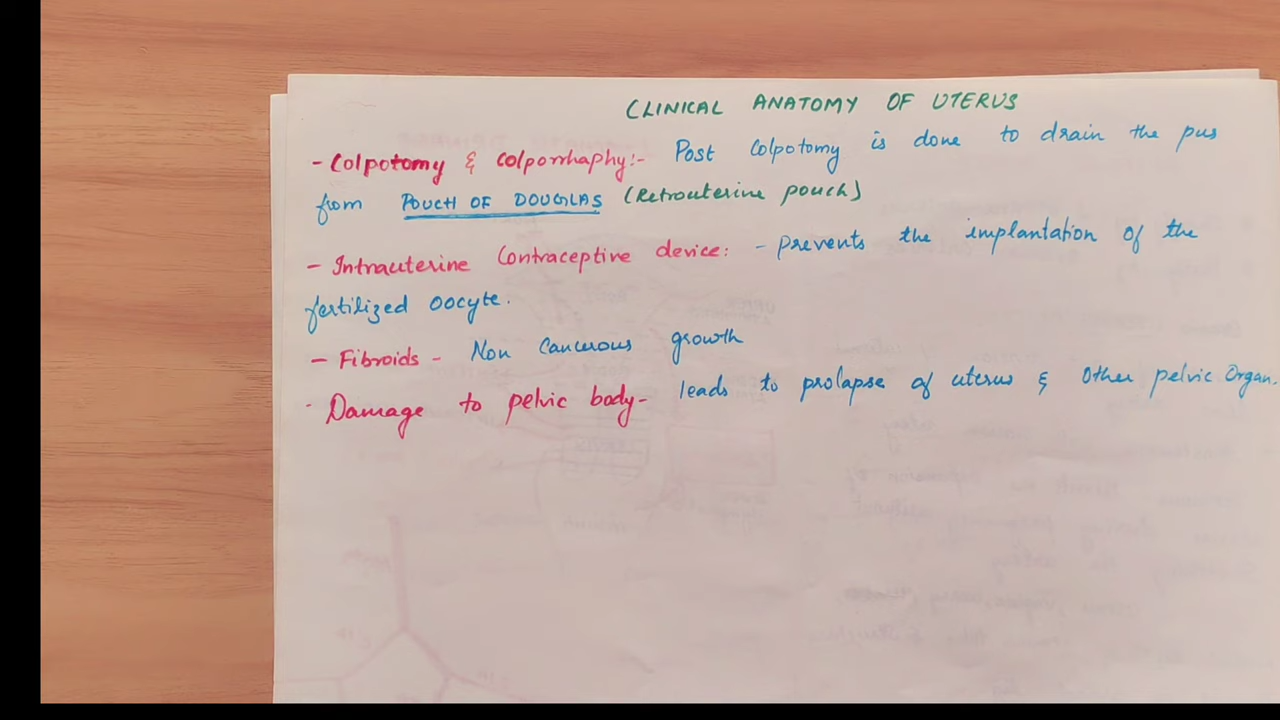 CLINICAL ANATOMY OF UTERUS
- Colpotomy & Colporrhaphy:- Post Colpotomy is done to drain the pus
from POUCH OF DOUGLAS (Retrouterine pouch)
- Intrauterine Contraceptive device: - prevents the implantation of the
fertilized oocyte.
- Fibroids - Non Cancerous growth
- Damage to pelvic body- leads to prolapse of uterus & Other pelvic Organ.